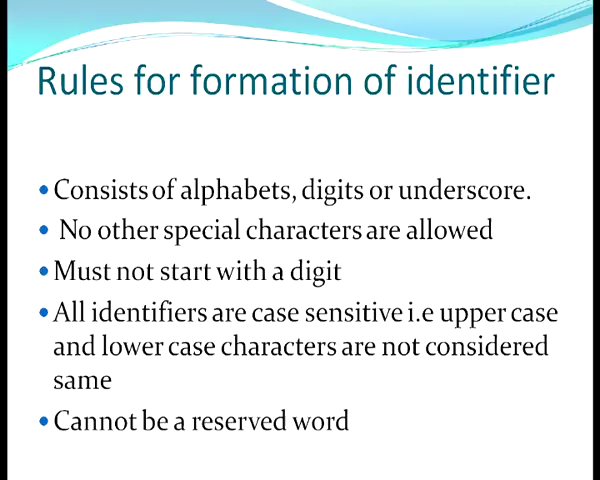 Rules for formation of identifier
• Consists of alphabets, digits or underscore.
• No other special characters are allowed
• Must not start with a digit
• All identifiers are case sensitive i.e upper case
and lower case characters are not considered
same
• Cannot be a reserved word